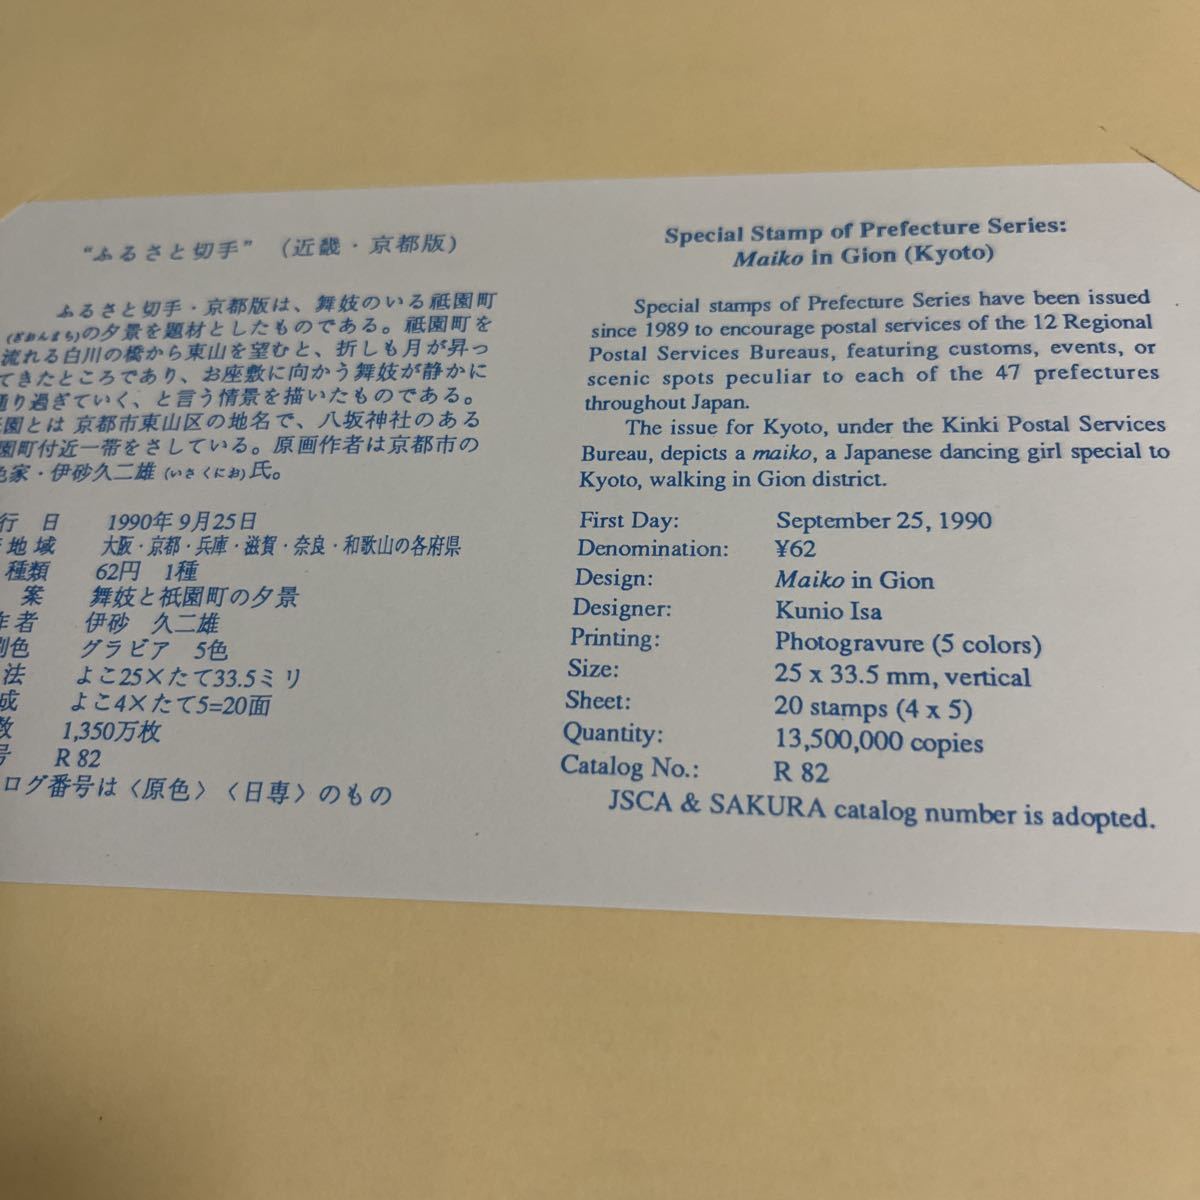 “ふるさと切手” (近畿・京都版)
ふるさと切手・京都版は、舞妓のいる祇園町
(ぎおんまち)の夕景を題材としたものである。祇園町を
流れる白川の橋から東山を望むと、折しも月が昇っ
てきたところであり、お座敷に向かう舞妓が静かに
通り過ぎていく、と言う情景を描いたものである。
園とは京都市東山区の地名で、八坂神社のある
園町付近一帯をさしている。原画作者は京都市の
家・伊砂久二雄 (いさくにお) 氏。
行日 1990年9月25日
地域 大阪・京都・兵庫・滋賀・奈良・和歌山の各府県
種類 62円 1種
案 舞妓と祇園町の夕景
作者 伊砂 久二雄
刷色 グラビア 5色
法 よこ25×たて33.5ミリ
成 よこ4×たて5=20面
数 1,350万枚
号 R 82
ログ番号は〈原色〉〈日専〉のもの
Special Stamp of Prefecture Series:
Maiko in Gion (Kyoto)
Special stamps of Prefecture Series have been issued
since 1989 to encourage postal services of the 12 Regional
Postal Services Bureaus, featuring customs, events, or
scenic spots peculiar to each of the 47 prefectures
throughout Japan.
The issue for Kyoto, under the Kinki Postal Services
Bureau, depicts a maiko, a Japanese dancing girl special to
Kyoto, walking in Gion district.
First Day: September 25, 1990
Denomination: ¥62
Design: Maiko in Gion
Designer: Kunio Isa
Printing: Photogravure (5 colors)
Size: 25 x 33.5 mm, vertical
Sheet: 20 stamps (4 x 5)
Quantity: 13,500,000 copies
Catalog No.: R 82
JSCA & SAKURA catalog number is adopted.